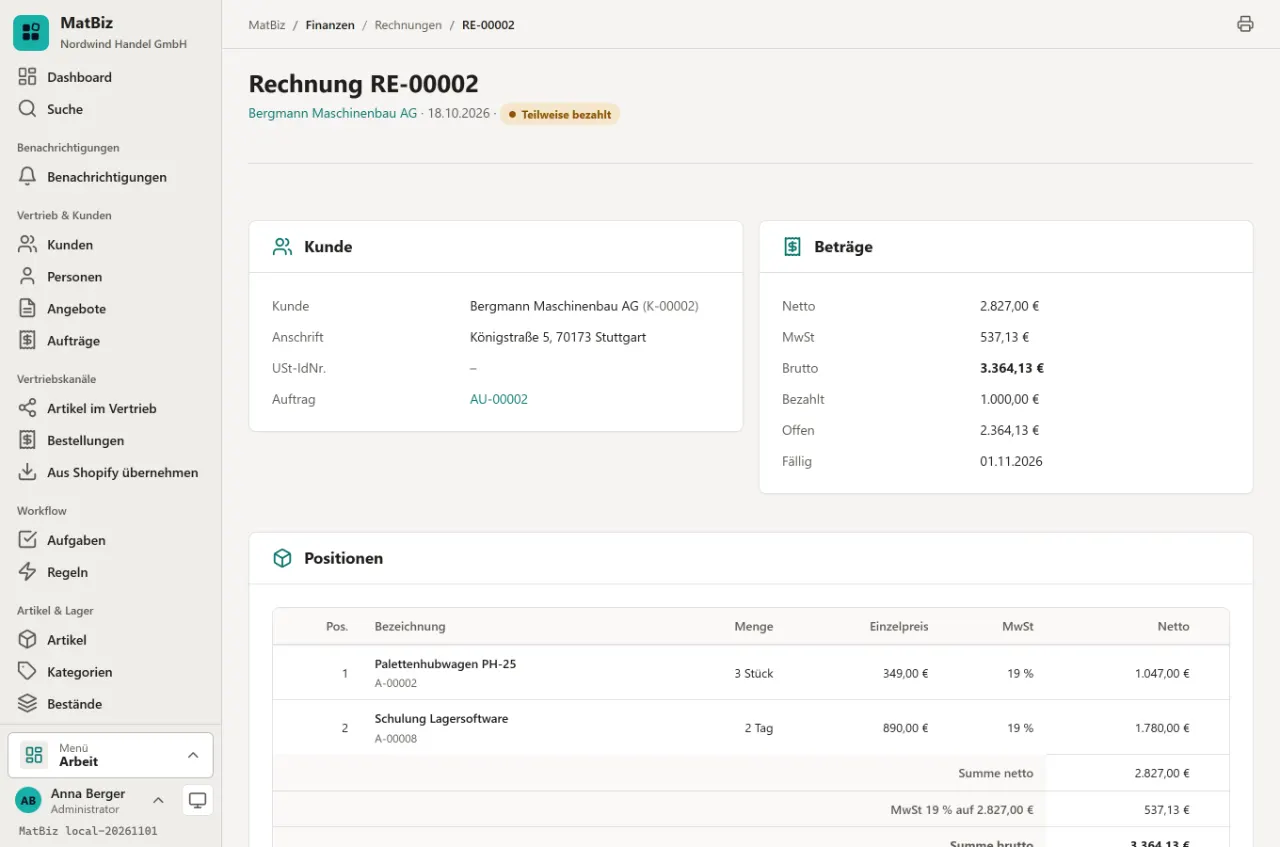 MatBiz
Nordwind Handel GmbH
Dashboard
Suche
Benachrichtigungen
Benachrichtigungen
Vertrieb & Kunden
Kunden
Personen
Angebote
Aufträge
Vertriebskanäle
Artikel im Vertrieb
Bestellungen
Aus Shopify übernehmen
Workflow
Aufgaben
Regeln
Artikel & Lager
Artikel
Kategorien
Bestände
Menü
Arbeit
AB
Anna Berger
Administrator
MatBiz local-20261101
MatBiz / Finanzen / Rechnungen / RE-00002
Rechnung RE-00002
Bergmann Maschinenbau AG · 18.10.2026 · Teilweise bezahlt
Kunde
Kunde Bergmann Maschinenbau AG (K-00002)
Anschrift Königstraße 5, 70173 Stuttgart
USt-IdNr. –
Auftrag AU-00002
Beträge
Netto 2.827,00 €
MwSt 537,13 €
Brutto 3.364,13 €
Bezahlt 1.000,00 €
Offen 2.364,13 €
Fällig 01.11.2026
Positionen
Pos. Bezeichnung Menge Einzelpreis MwSt Netto
1 Palettenhubwagen PH-25 3 Stück 349,00 € 19 % 1.047,00 €
A-00002
2 Schulung Lagersoftware 2 Tag 890,00 € 19 % 1.780,00 €
A-00008
Summe netto 2.827,00 €
MwSt 19 % auf 2.827,00 € 537,13 €
Summe brutto 3.364,13 €